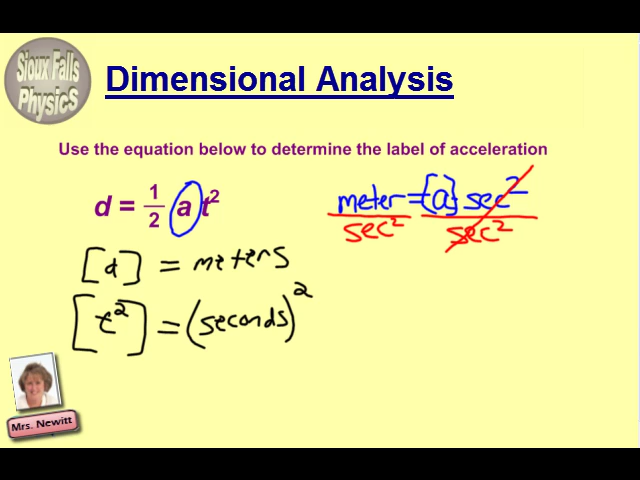 Sioux Falls
Physics
Dimensional Analysis
Use the equation below to determine the label of acceleration
d = 1/2 a t²
meter = [a] sec²
sec² sec²
[d] = meters
[t²] = (seconds)²
Mrs. Newitt